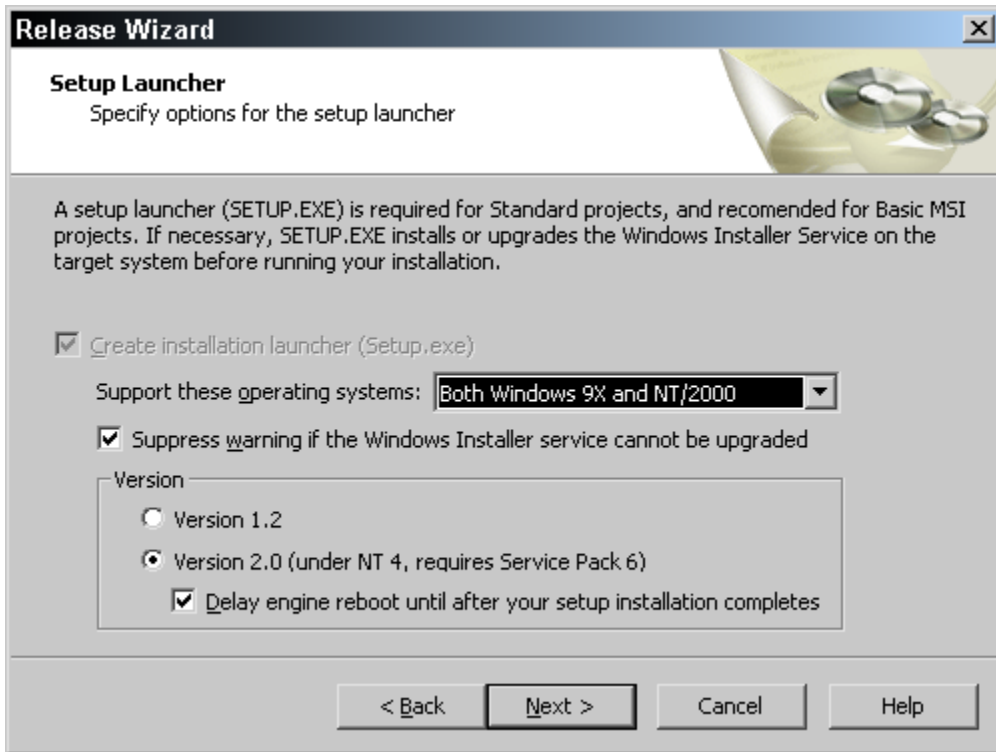 Release Wizard
Setup Launcher
Specify options for the setup launcher
A setup launcher (SETUP.EXE) is required for Standard projects, and recomended for Basic MSI
projects. If necessary, SETUP.EXE installs or upgrades the Windows Installer Service on the
target system before running your installation.
Create installation launcher (Setup.exe)
Support these operating systems: Both Windows 9X and NT/2000
Suppress warning if the Windows Installer service cannot be upgraded
Version
Version 1.2
Version 2.0 (under NT 4, requires Service Pack 6)
Delay engine reboot until after your setup installation completes
< Back Next > Cancel Help